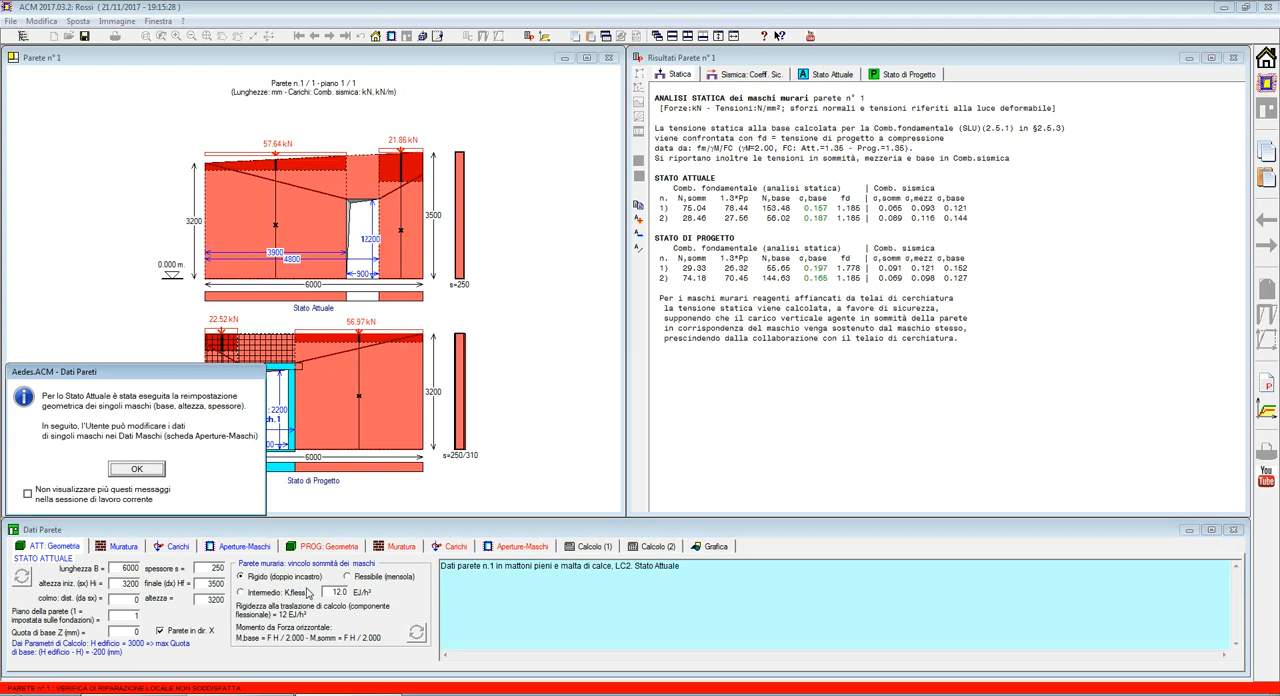 ACM 2017.03.2: Rossi | (21/11/2017 - 19:15:28)
File Modifica Sposta Immagine Finestra ?
Parete n° 1
Parete n.1 / 1 - piano 1 / 1
(Lunghezze: mm - Carichi: Comb. sismica: kN, kN/m)
57.64 kN
21.86 kN
3200
3500
2200
0.000 m.
3900
4800
900
6000
s=250
Stato Attuale
22.52 kN
56.97 kN
2200
3200
6000
s=250/310
Stato di Progetto
Aedes.ACM - Dati Pareti
Per lo Stato Attuale è stata eseguita la reimpostazione
geometrica dei singoli maschi (base, altezza, spessore).
In seguito, l'Utente può modificare i dati
di singoli maschi nei Dati Maschi (scheda Aperture-Maschi)
OK
Non visualizzare più questi messaggi
nella sessione di lavoro corrente
Risultati Parete n° 1
Statica Sismica: Coeff. Sic. A Stato Attuale P Stato di Progetto
ANALISI STATICA dei maschi murari parete n° 1
[Forze:kN - Tensioni:N/mm²; sforzi normali e tensioni riferiti alla luce deformabile]
La tensione statica alla base calcolata per la Comb.fondamentale (SLU)(2.5.1) in §2.5.3)
viene confrontata con fd = tensione di progetto a compressione
data da: fm/γM/FC (γM=2.00, FC: Att.=1.35 - Prog.=1.35).
Si riportano inoltre le tensioni in sommità, mezzeria e base in Comb.sismica
STATO ATTUALE
Comb. fondamentale (analisi statica) | Comb. sismica
n. N,somm 1.3*Pp N,base σ,base fd | σ,somm σ,mezz σ,base
1) 75.04 78.44 153.48 0.157 1.185 | 0.065 0.093 0.121
2) 28.46 27.56 56.02 0.187 1.185 | 0.089 0.116 0.144
STATO DI PROGETTO
Comb. fondamentale (analisi statica) | Comb. sismica
n. N,somm 1.3*Pp N,base σ,base fd | σ,somm σ,mezz σ,base
1) 29.33 26.32 55.65 0.197 1.778 | 0.091 0.121 0.152
2) 74.18 70.45 144.63 0.165 1.185 | 0.069 0.098 0.127
Per i maschi murari reagenti affiancati da telai di cerchiatura
la tensione statica viene calcolata, a favore di sicurezza,
supponendo che il carico verticale agente in sommità della parete
in corrispondenza del maschio venga sostenuto dal maschio stesso,
prescindendo dalla collaborazione con il telaio di cerchiatura.
You
Tube
Dati Parete
ATT: Geometria Muratura Carichi Aperture-Maschi PROG: Geometria Muratura Carichi Aperture-Maschi Calcolo (1) Calcolo (2) Grafica
STATO ATTUALE
lunghezza B = 6000 spessore s = 250
altezza iniz. (sx) Hi = 3200 finale (dx) Hf = 3500
colmo: dist. (da sx) = 0 altezza = 3200
Piano della parete (1 =
impostata sulle fondazioni) = 1
Quota di base Z (mm) = 0 Parete in dir. X
Dai Parametri di Calcolo: H edificio = 3000 => max Quota
di base: (H edificio - H) = -200 (mm)
Parete muraria: vincolo sommità dei maschi
Rigido (doppio incastro) Flessibile (mensola)
Intermedio: K,fless 12.0 EJ/h³
Rigidezza alla traslazione di calcolo (componente
flessionale) = 12 EJ/h³
Momento da Forza orizzontale:
M.base = F H / 2.000 - M.somm = F H / 2.000
Dati parete n.1 in mattoni pieni e malta di calce, LC2. Stato Attuale
PARETE n° 1: VERIFICA DI RIPARAZIONE LOCALE NON SODDISFATTA